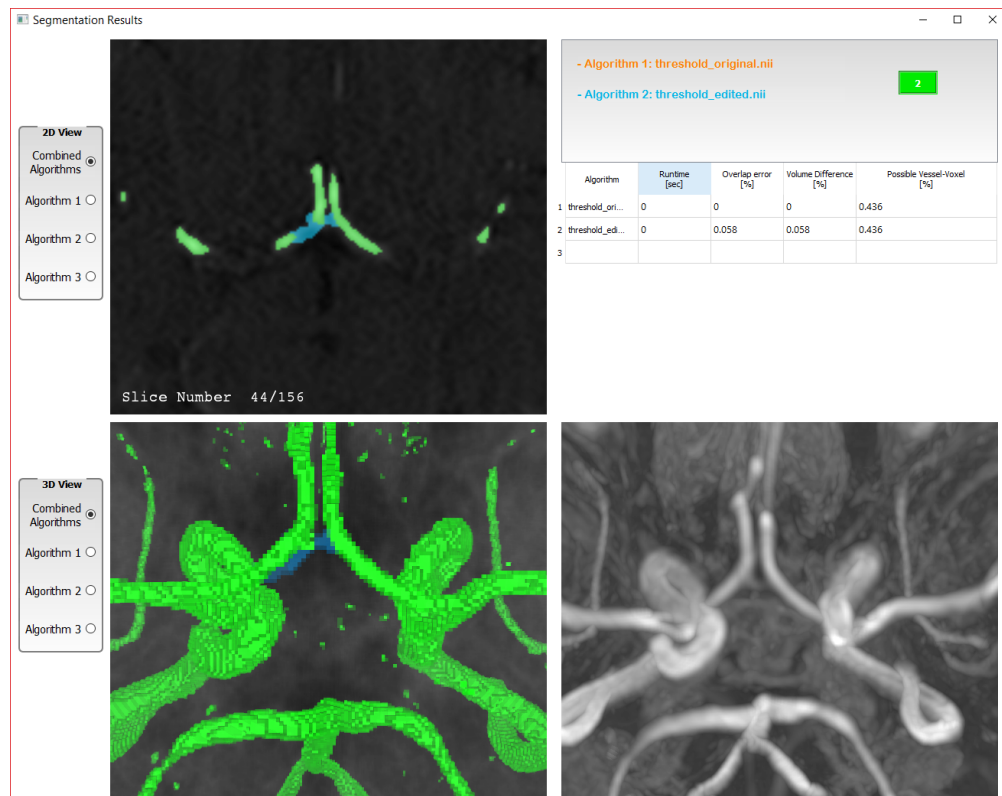 Segmentation Results
2D View
Combined
Algorithms
Algorithm 1
Algorithm 2
Algorithm 3
Slice Number 44/156
- Algorithm 1: threshold_original.nii
- Algorithm 2: threshold_edited.nii
2
Algorithm Runtime [sec] Overlap error [%] Volume Difference [%] Possible Vessel-Voxel [%]
1 threshold_ori... 0 0 0 0.436
2 threshold_edi... 0 0.058 0.058 0.436
3
3D View
Combined
Algorithms
Algorithm 1
Algorithm 2
Algorithm 3